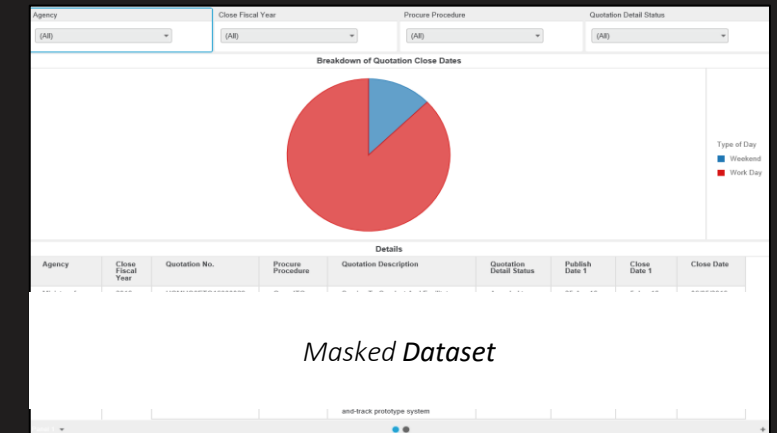 Agency Close Fiscal Year Procure Procedure Quotation Detail Status
(All) (All) (All) (All)
Breakdown of Quotation Close Dates
Type of Day
Weekend
Work Day
Details
Agency Close Fiscal Year Quotation No. Procure Procedure Quotation Description Quotation Detail Status Publish Date 1 Close Date 1 Close Date
Masked Dataset
and-track prototype system